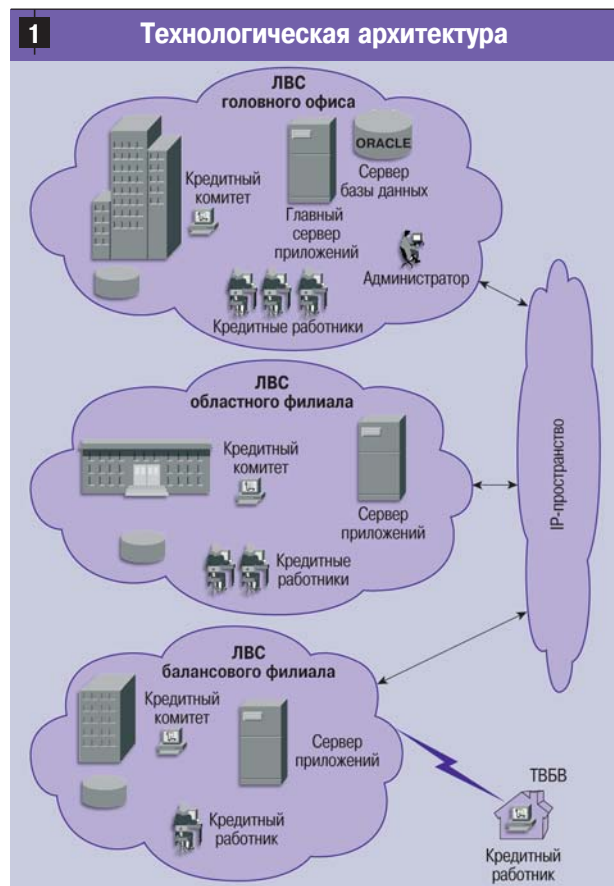 1
Технологическая архитектура
ЛВС
головного офиса
Кредитный
комитет
ORACLE
Сервер
базы данных
Главный
сервер
приложений
Администратор
Кредитные работники
ЛВС
областного филиала
Кредитный
комитет
Сервер
приложений
Кредитные
работники
IP-пространство
ЛВС
балансового филиала
Кредитный
комитет
Сервер
приложений
Кредитный
работник
ТВБВ
Кредитный
работник